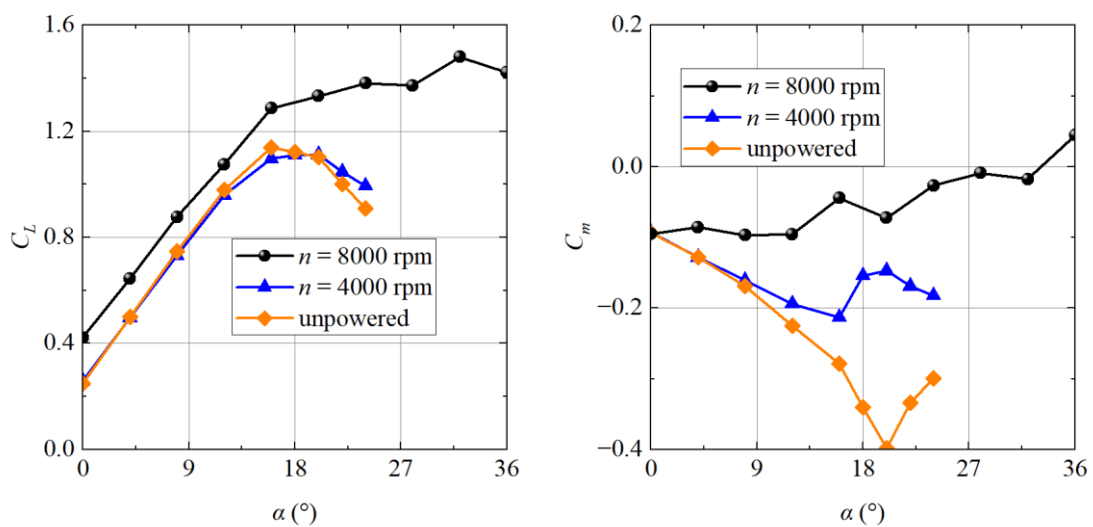 1.6
1.2
0.8
0.4
0.0
C_L
n = 8000 rpm
n = 4000 rpm
unpowered
0 9 18 27 36
α (°)
0.2
0.0
−0.2
−0.4
C_m
n = 8000 rpm
n = 4000 rpm
unpowered
0 9 18 27 36
α (°)